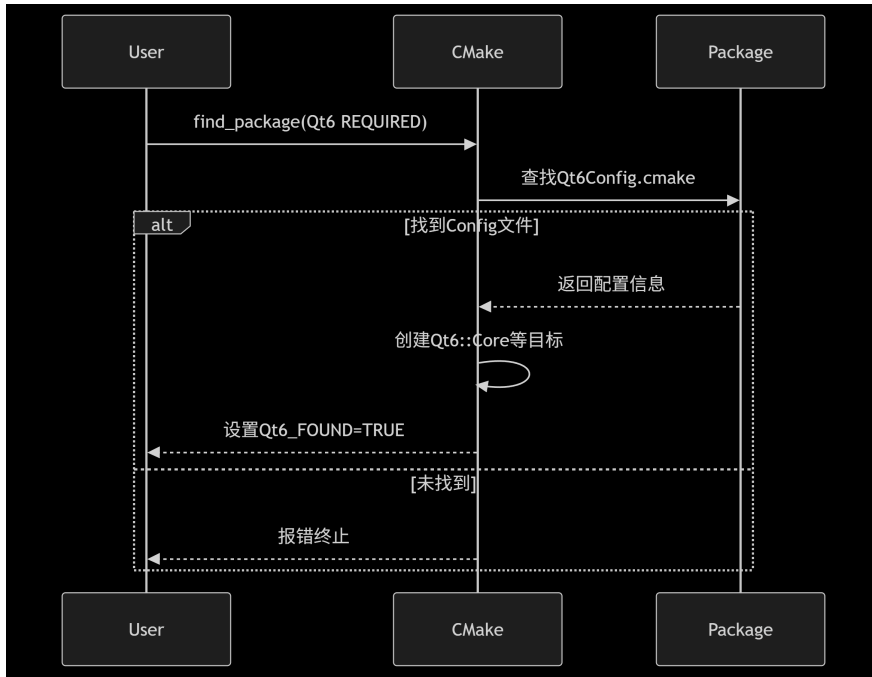 User
CMake
Package
find_package(Qt6 REQUIRED)
查找Qt6Config.cmake
alt
[找到Config文件]
返回配置信息
创建Qt6::Core等目标
设置Qt6_FOUND=TRUE
[未找到]
报错终止
User
CMake
Package